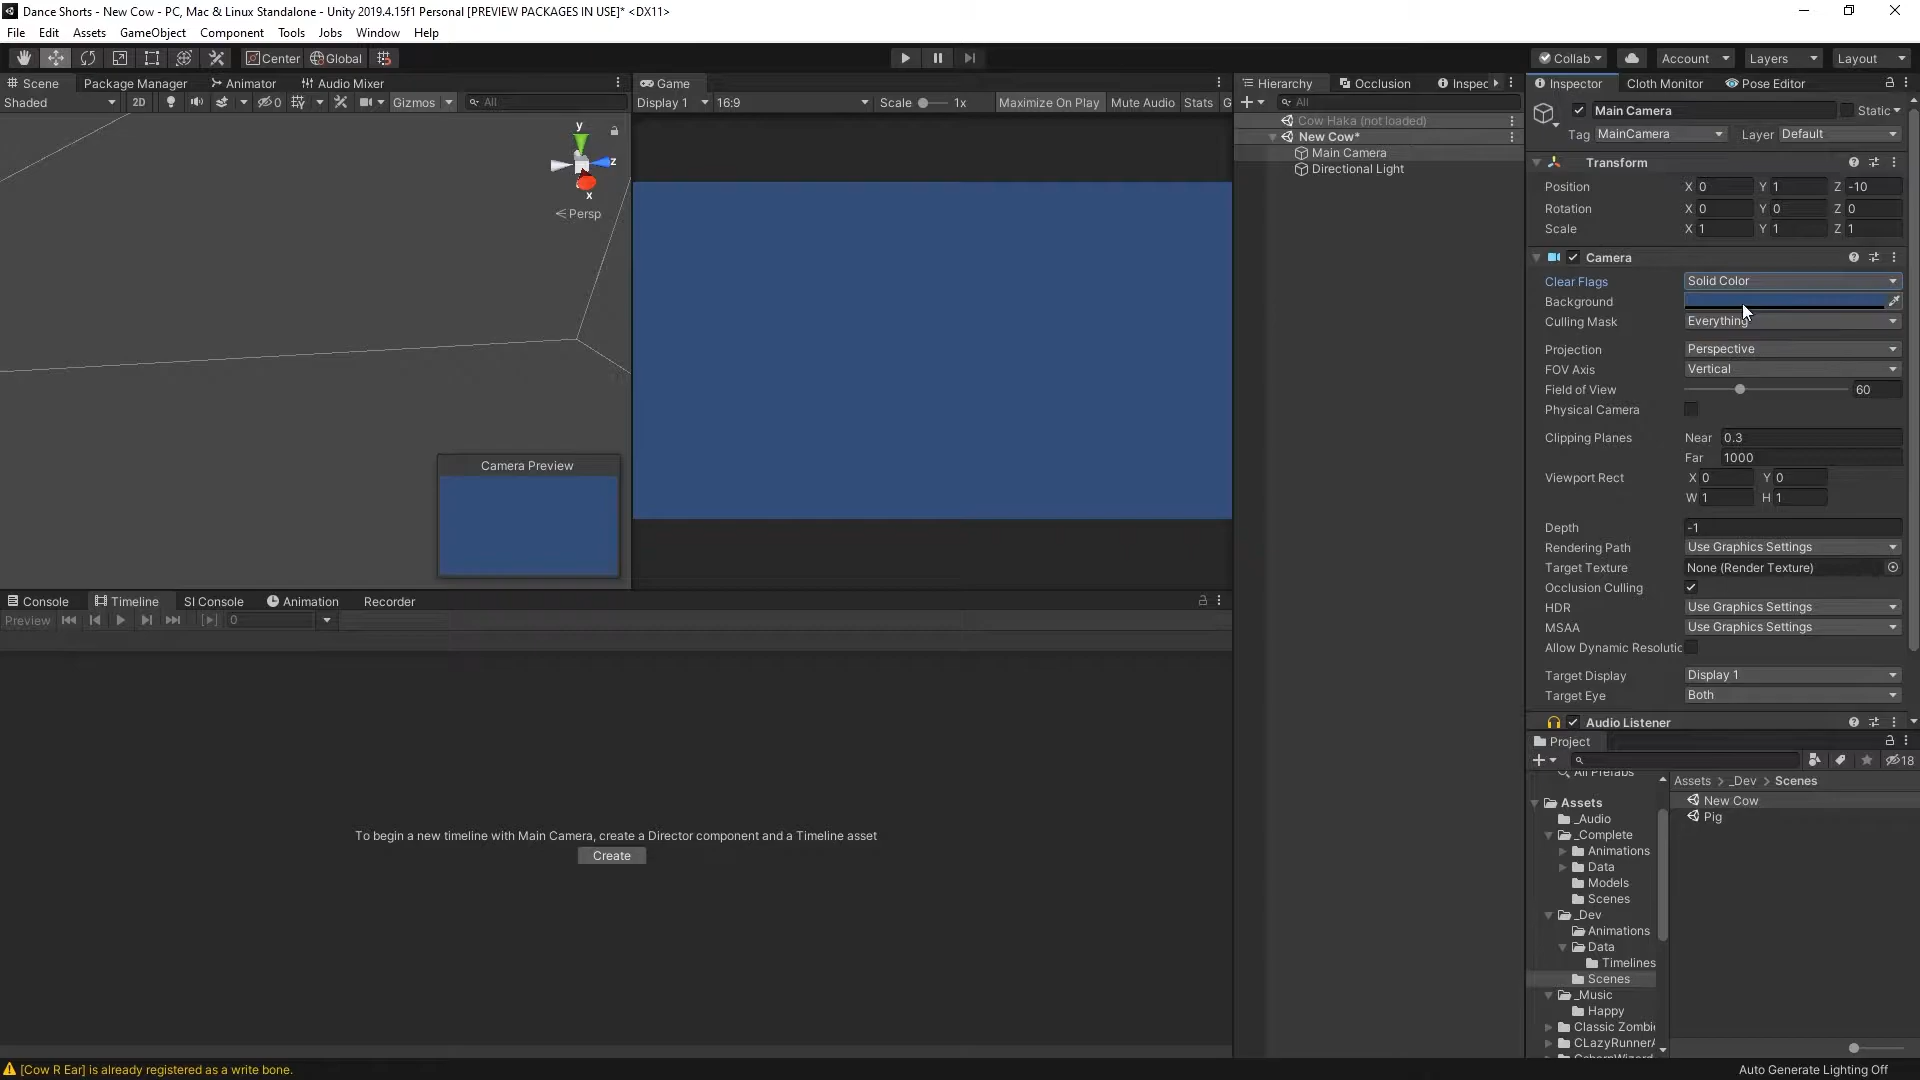 Dance Shorts - New Cow - PC, Mac & Linux Standalone - Unity 2019.4.15f1 Personal [PREVIEW PACKAGES IN USE]* <DX11>
File Edit Assets GameObject Component Tools Jobs Window Help
Center Global Collab Account Layers Layout
Scene Package Manager Animator Audio Mixer
Shaded 2D 0 Gizmos All
y
z
x
Persp
Camera Preview
Game
Display 1 16:9 Scale 1x Maximize On Play Mute Audio Stats G
Hierarchy Occlusion Inspec
All
Cow Haka (not loaded)
New Cow*
Main Camera
Directional Light
Inspector Cloth Monitor Pose Editor
Main Camera Static
Tag MainCamera Layer Default
Transform
Position X 0 Y 1 Z -10
Rotation X 0 Y 0 Z 0
Scale X 1 Y 1 Z 1
Camera
Clear Flags Solid Color
Background
Culling Mask Everything
Projection Perspective
FOV Axis Vertical
Field of View 60
Physical Camera
Clipping Planes Near 0.3
Far 1000
Viewport Rect X 0 Y 0
W 1 H 1
Depth -1
Rendering Path Use Graphics Settings
Target Texture None (Render Texture)
Occlusion Culling
HDR Use Graphics Settings
MSAA Use Graphics Settings
Allow Dynamic Resolutic
Target Display Display 1
Target Eye Both
Audio Listener
Console Timeline SI Console Animation Recorder
Preview 0
To begin a new timeline with Main Camera, create a Director component and a Timeline asset
Create
Project
18
All Prefabs
Assets
_Audio
_Complete
Animations
Data
Models
Scenes
_Dev
Animations
Data
Timelines
Scenes
_Music
Happy
Classic Zombi
CLazyRunnerA
Assets > _Dev > Scenes
New Cow
Pig
[Cow R Ear] is already registered as a write bone.
Auto Generate Lighting Off